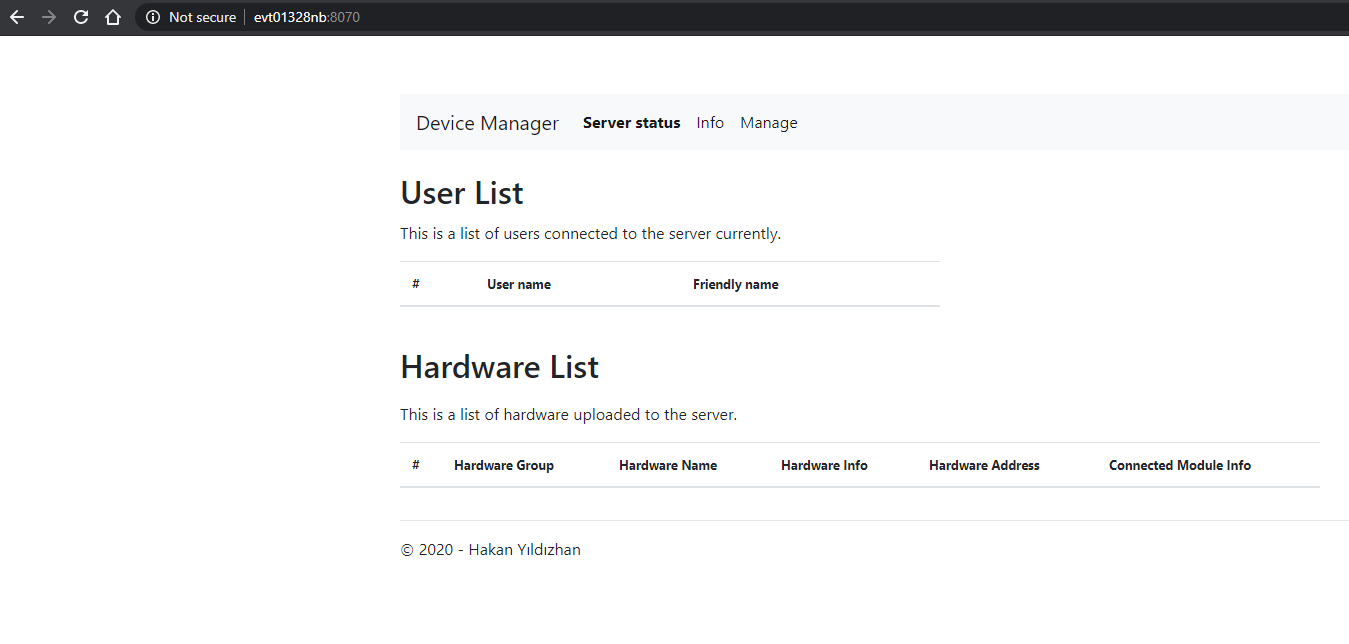 Not secure evt01328nb:8070
Device Manager Server status Info Manage
User List
This is a list of users connected to the server currently.
# User name Friendly name
Hardware List
This is a list of hardware uploaded to the server.
# Hardware Group Hardware Name Hardware Info Hardware Address Connected Module Info
© 2020 - Hakan Yıldızhan